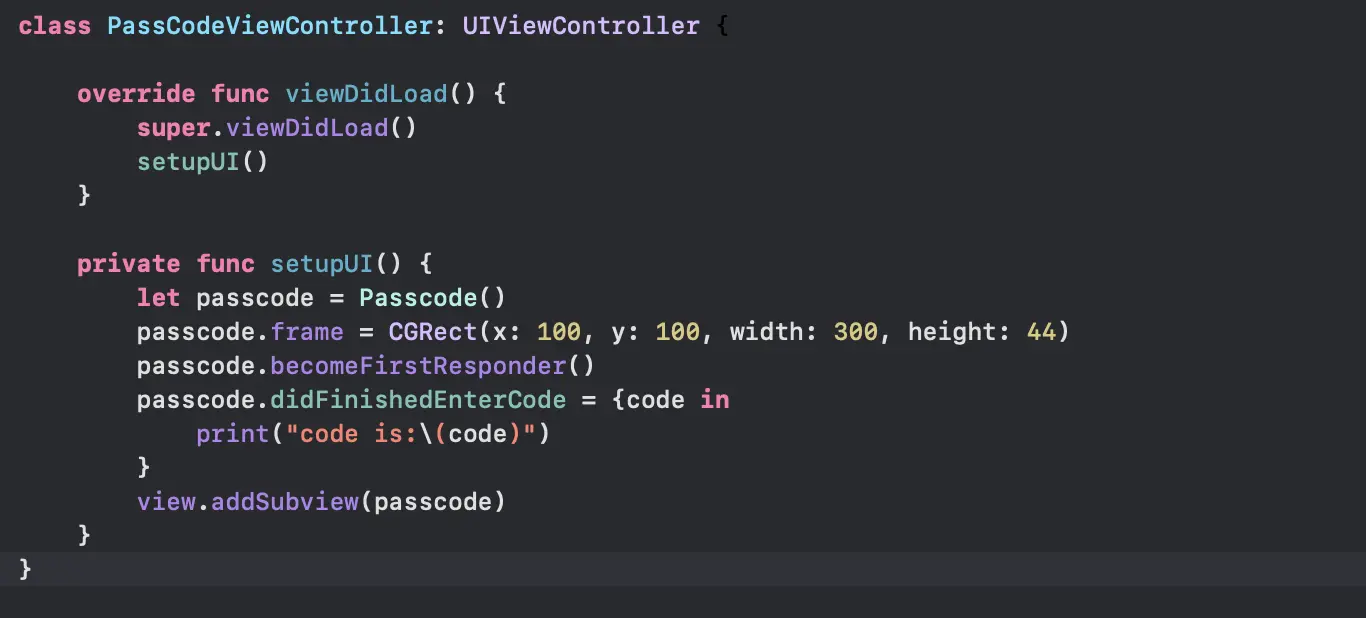 class PassCodeViewController: UIViewController {
override func viewDidLoad() {
super.viewDidLoad()
setupUI()
}
private func setupUI() {
let passcode = Passcode()
passcode.frame = CGRect(x: 100, y: 100, width: 300, height: 44)
passcode.becomeFirstResponder()
passcode.didFinishedEnterCode = {code in
print("code is:\(code)")
}
view.addSubview(passcode)
}
}